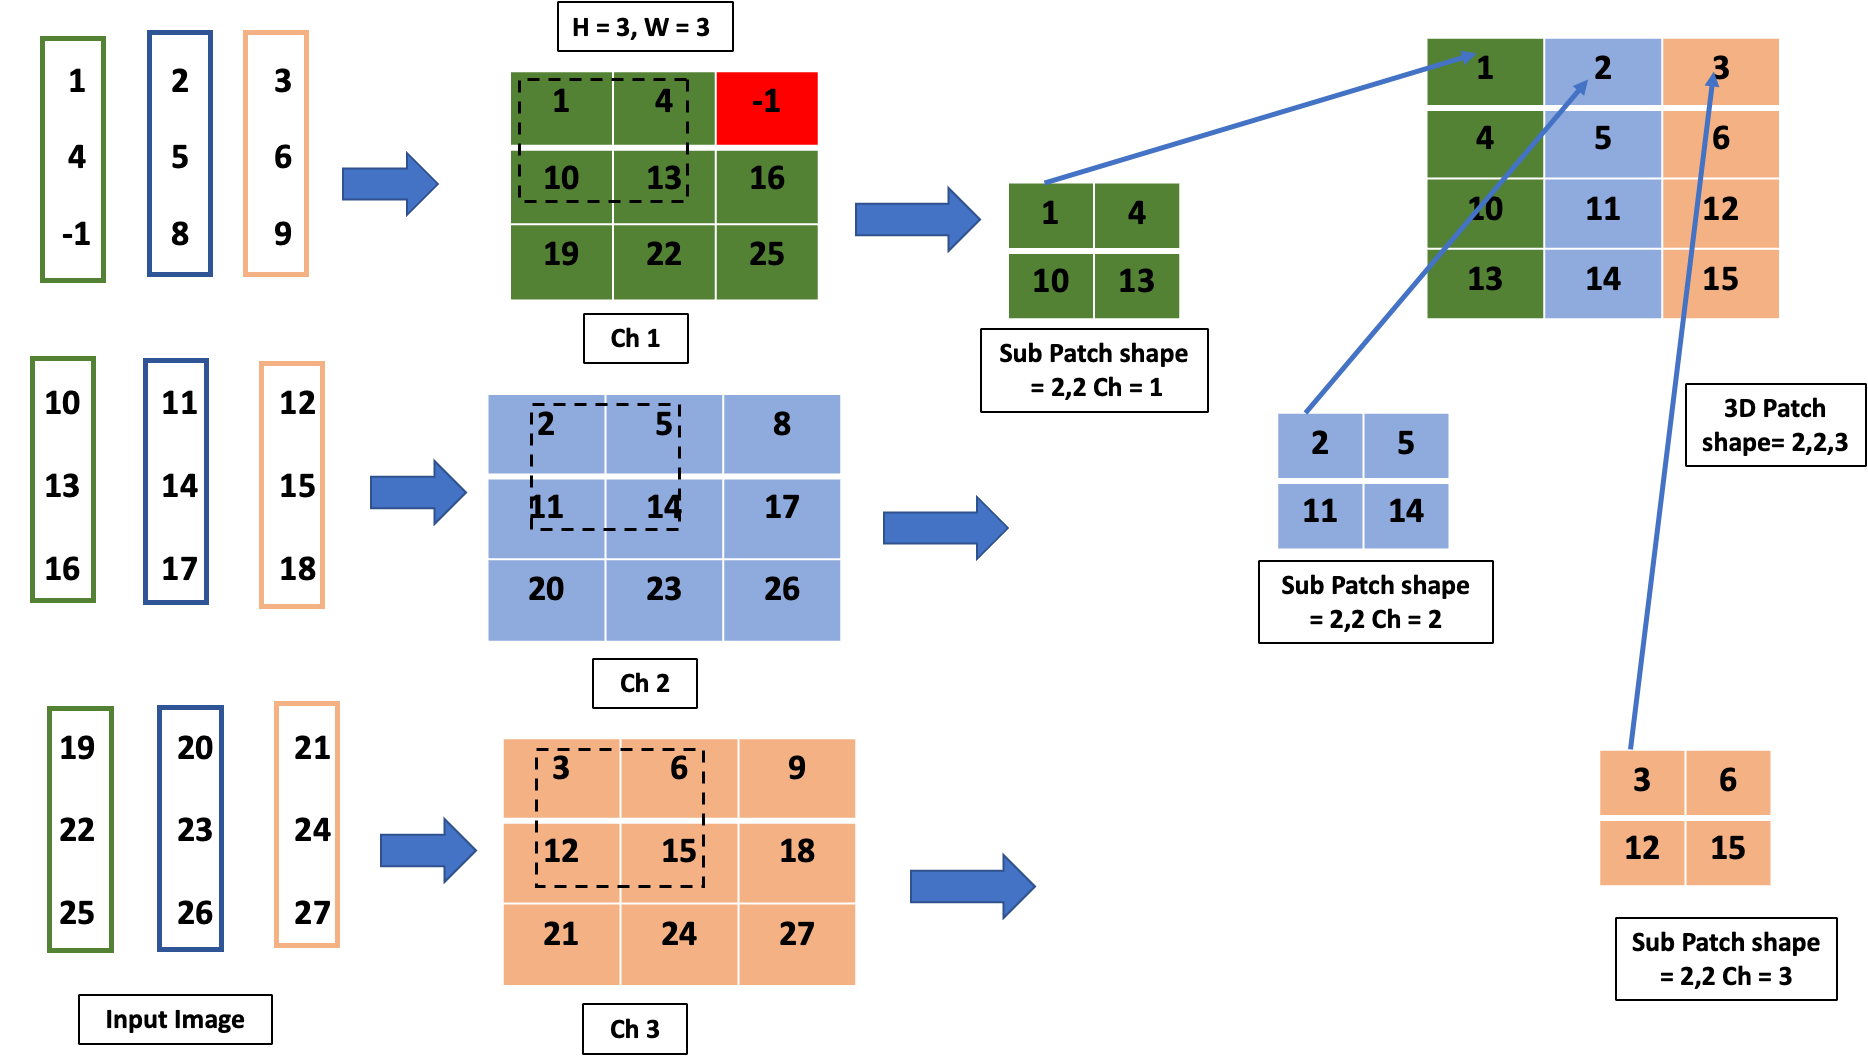 H = 3, W = 3
1 2 3
4 5 6
-1 8 9
1 4 -1
10 13 16
19 22 25
Ch 1
1 4
10 13
Sub Patch shape
= 2,2 Ch = 1
1 2 3
4 5 6
10 11 12
13 14 15
3D Patch
shape= 2,2,3
10 11 12
13 14 15
16 17 18
2 5 8
11 14 17
20 23 26
Ch 2
2 5
11 14
Sub Patch shape
= 2,2 Ch = 2
19 20 21
22 23 24
25 26 27
Input Image
3 6 9
12 15 18
21 24 27
Ch 3
3 6
12 15
Sub Patch shape
= 2,2 Ch = 3